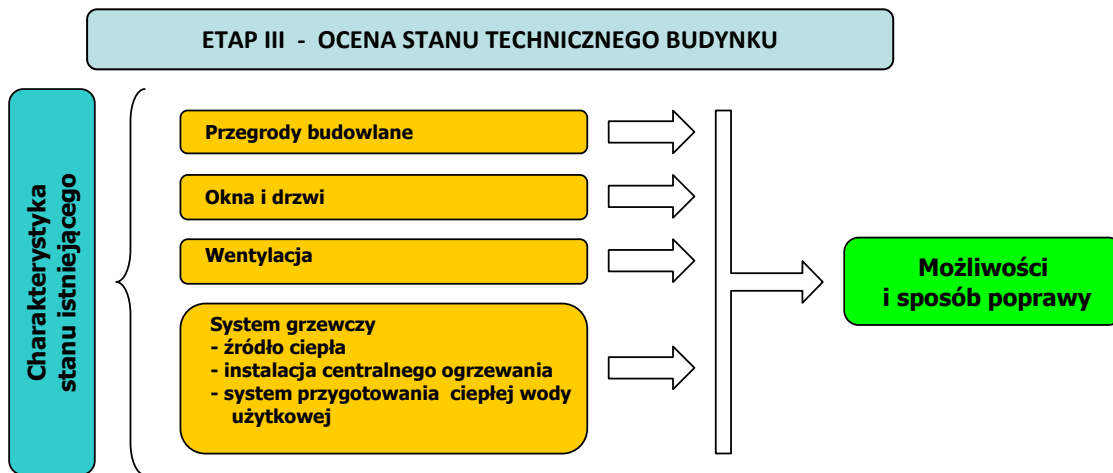 ETAP III - OCENA STANU TECHNICZNEGO BUDYNKU
Charakterystyka
stanu istniejącego
Przegrody budowlane
Okna i drzwi
Wentylacja
System grzewczy
- źródło ciepła
- instalacja centralnego ogrzewania
- system przygotowania ciepłej wody
użytkowej
Możliwości
i sposób poprawy